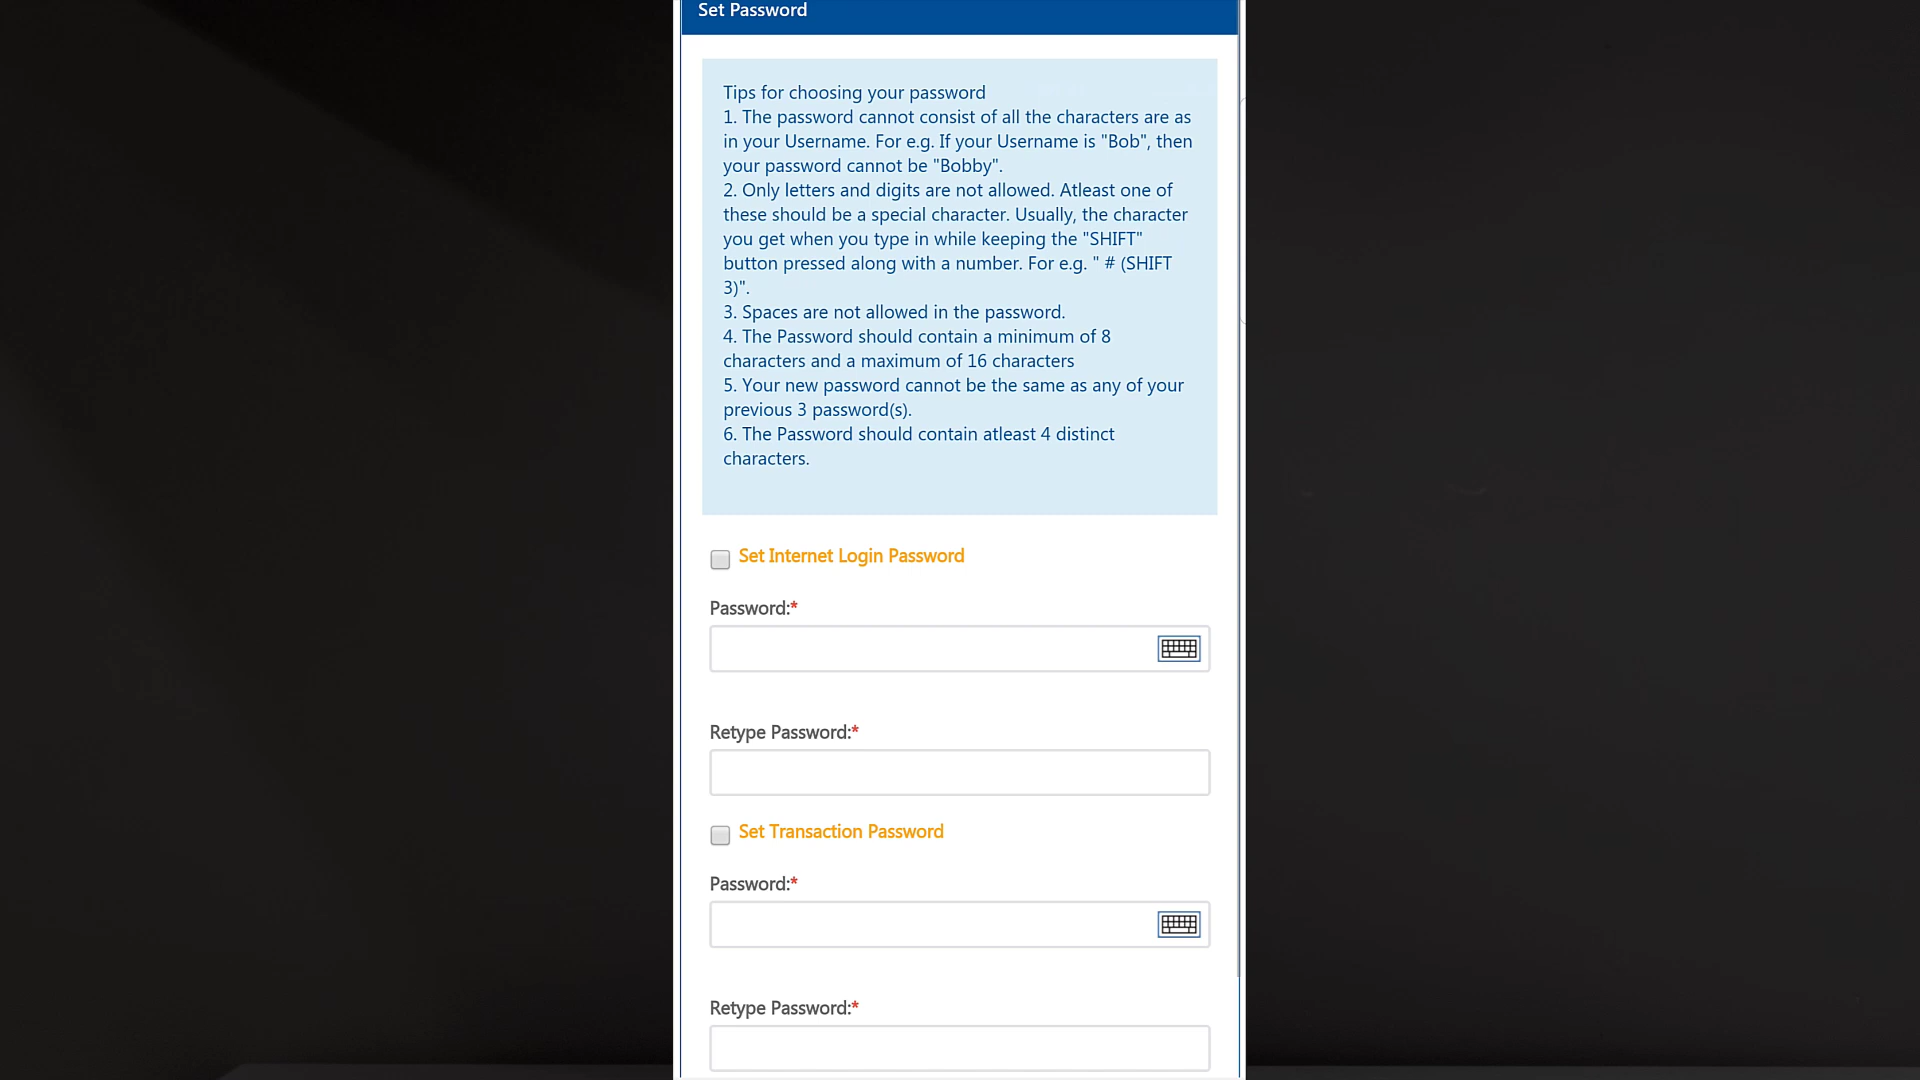 Set Password
Tips for choosing your password
1. The password cannot consist of all the characters are as
in your Username. For e.g. If your Username is "Bob", then
your password cannot be "Bobby".
2. Only letters and digits are not allowed. Atleast one of
these should be a special character. Usually, the character
you get when you type in while keeping the "SHIFT"
button pressed along with a number. For e.g. " # (SHIFT
3)".
3. Spaces are not allowed in the password.
4. The Password should contain a minimum of 8
characters and a maximum of 16 characters
5. Your new password cannot be the same as any of your
previous 3 password(s).
6. The Password should contain atleast 4 distinct
characters.
Set Internet Login Password
Password:*
Retype Password:*
Set Transaction Password
Password:*
Retype Password:*